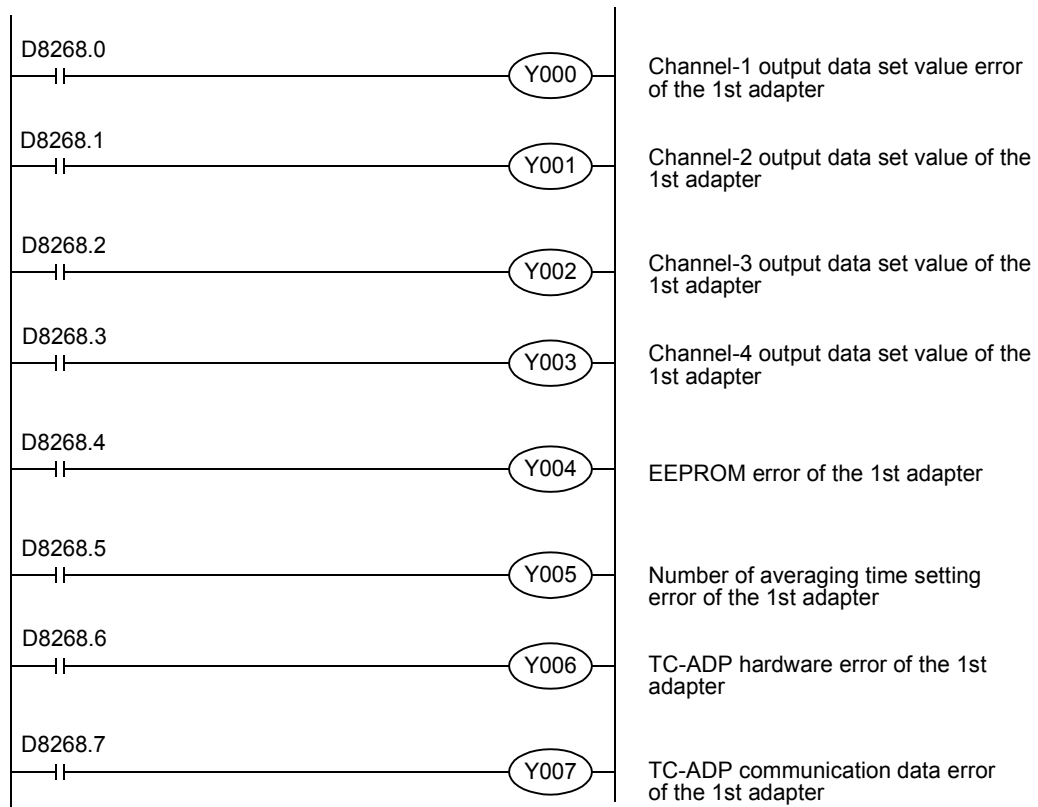 D8268.0
Y000
Channel-1 output data set value error
of the 1st adapter
D8268.1
Y001
Channel-2 output data set value of the
1st adapter
D8268.2
Y002
Channel-3 output data set value of the
1st adapter
D8268.3
Y003
Channel-4 output data set value of the
1st adapter
D8268.4
Y004
EEPROM error of the 1st adapter
D8268.5
Y005
Number of averaging time setting
error of the 1st adapter
D8268.6
Y006
TC-ADP hardware error of the 1st
adapter
D8268.7
Y007
TC-ADP communication data error
of the 1st adapter